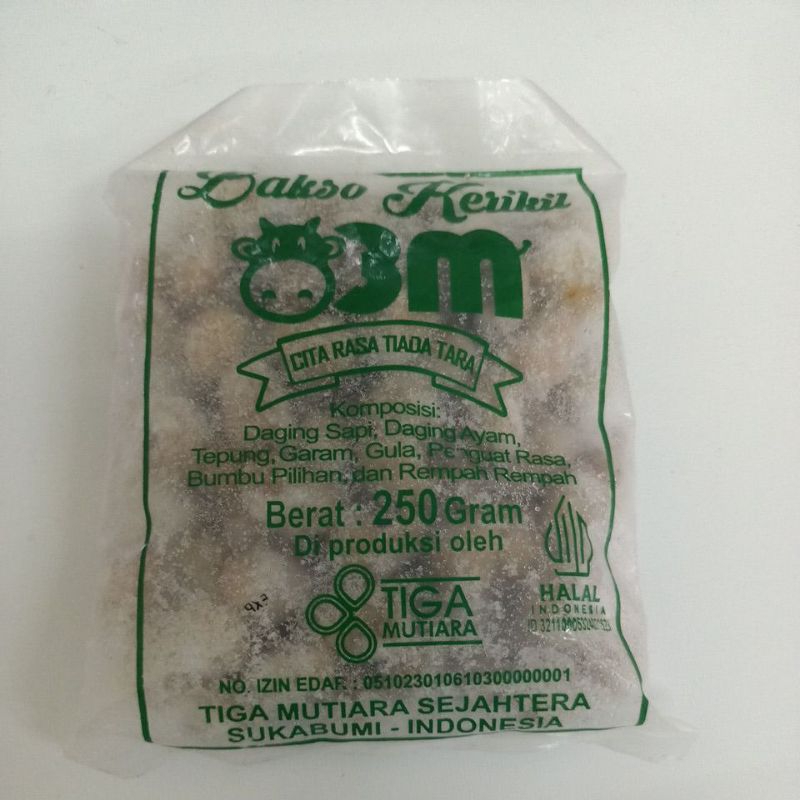 Bakso Kerikil
3m
CITA RASA TIADA TARA
Komposisi:
Daging Sapi, Daging Ayam,
Tepung, Garam, Gula, Penguat Rasa,
Bumbu Pilihan, dan Rempah Rempah
Berat : 250 Gram
Di produksi oleh
TIGA
MUTIARA
HALAL
INDONESIA
NO. IZIN EDAR : 051023010610300000001
TIGA MUTIARA SEJAHTERA
SUKABUMI - INDONESIA